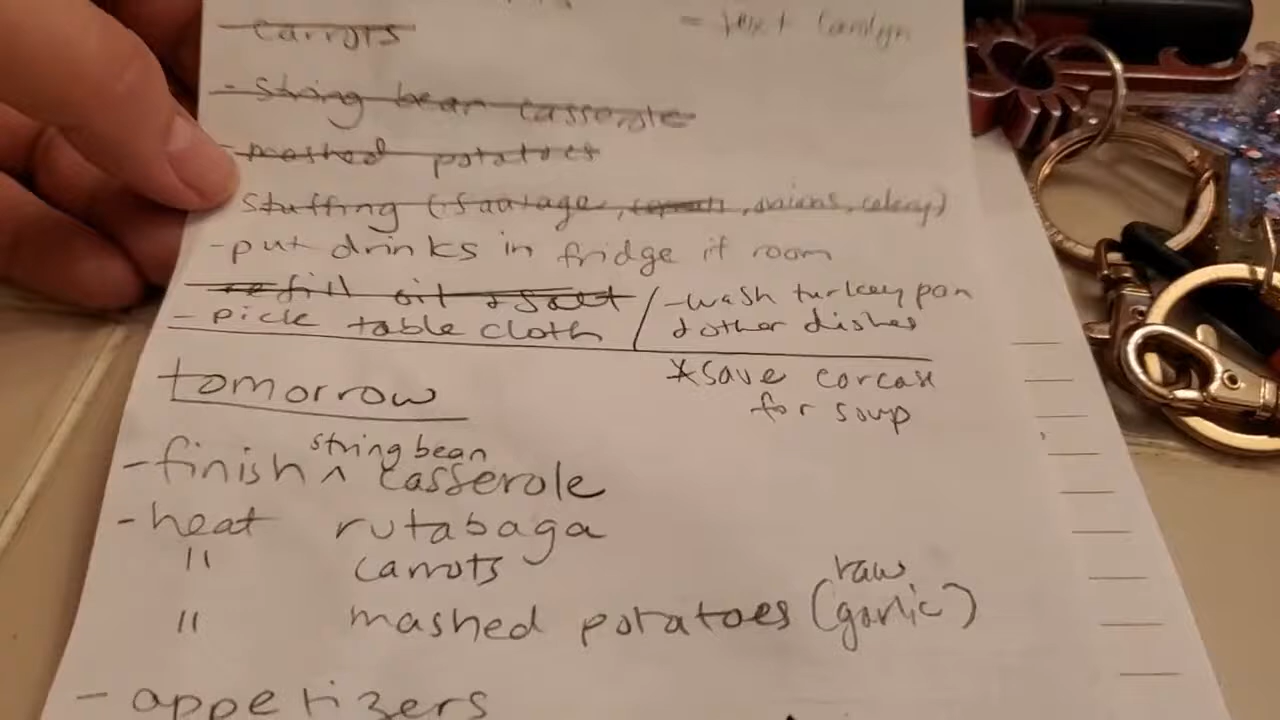 - carrots
- string bean casserole
- mashed potatoes
stuffing (sautage, , onions, celery)
- put drinks in fridge if room
fill oil + salt / - wash turkey pan
- pick table cloth / + other dishes
tomorrow
* save carcass
for soup
- finish ^ string bean casserole
- heat rutabaga
" carrots
" mashed potatoes (raw garlic)
- appetizers